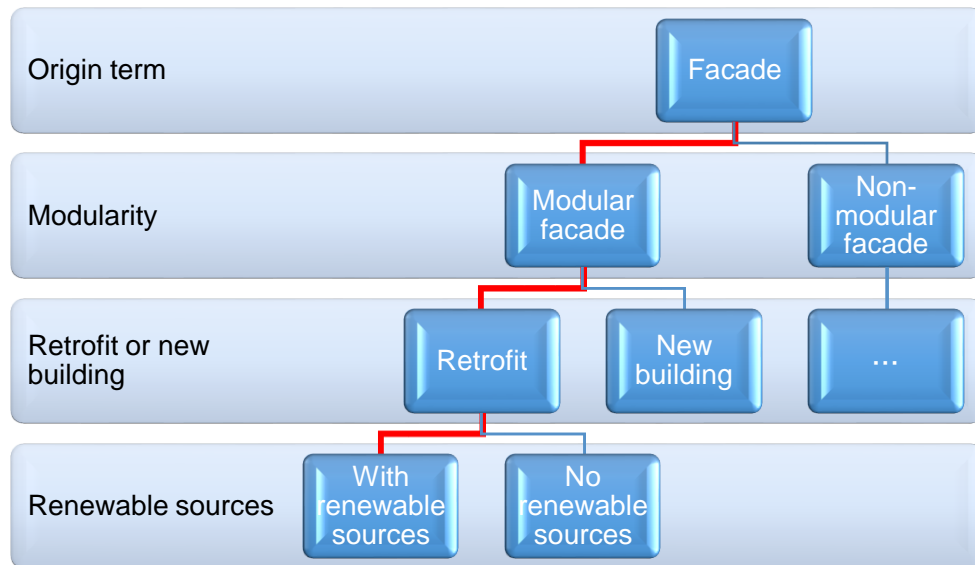 Origin term
Facade
Modularity
Modular
facade
Non-
modular
facade
Retrofit or new
building
Retrofit
New
building
...
Renewable sources
With
renewable
sources
No
renewable
sources